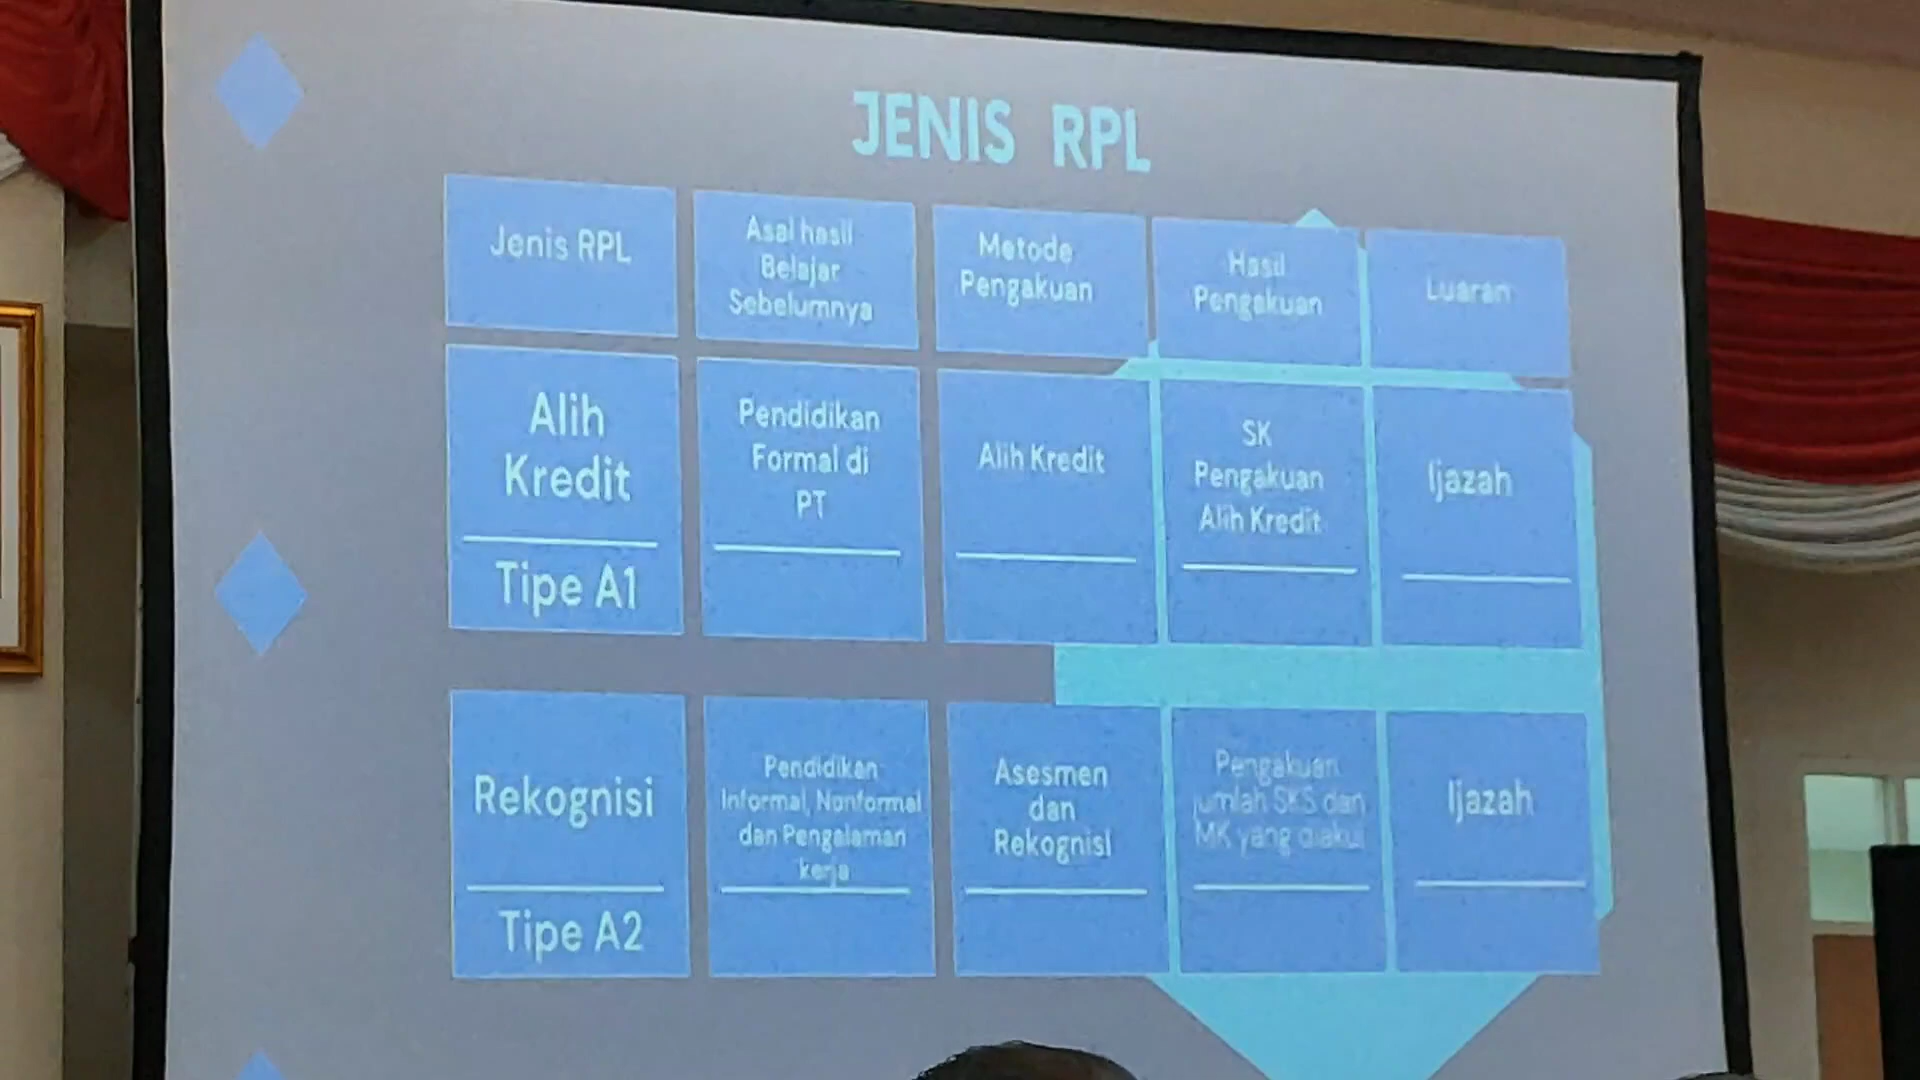 JENIS RPL
Jenis RPL
Asal hasil
Belajar
Sebelumnya
Metode
Pengakuan
Hasil
Pengakuan
Luaran
Alih
Kredit
Tipe A1
Pendidikan
Formal di
PT
Alih Kredit
SK
Pengakuan
Alih Kredit
Ijazah
Rekognisi
Tipe A2
Pendidikan
Informal, Nonformal
dan Pengalaman
kerja
Asesmen
dan
Rekognisi
Pengakuan
jumlah SKS dan
MK yang diakui
Ijazah